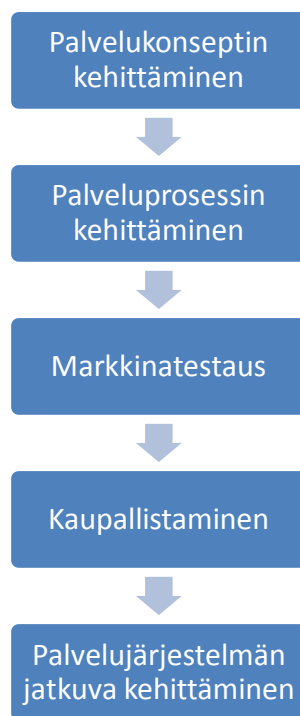 Palvelukonseptin
kehittäminen
Palveluprosessin
kehittäminen
Markkinatestaus
Kaupallistaminen
Palvelujärjestelmän
jatkuva kehittäminen